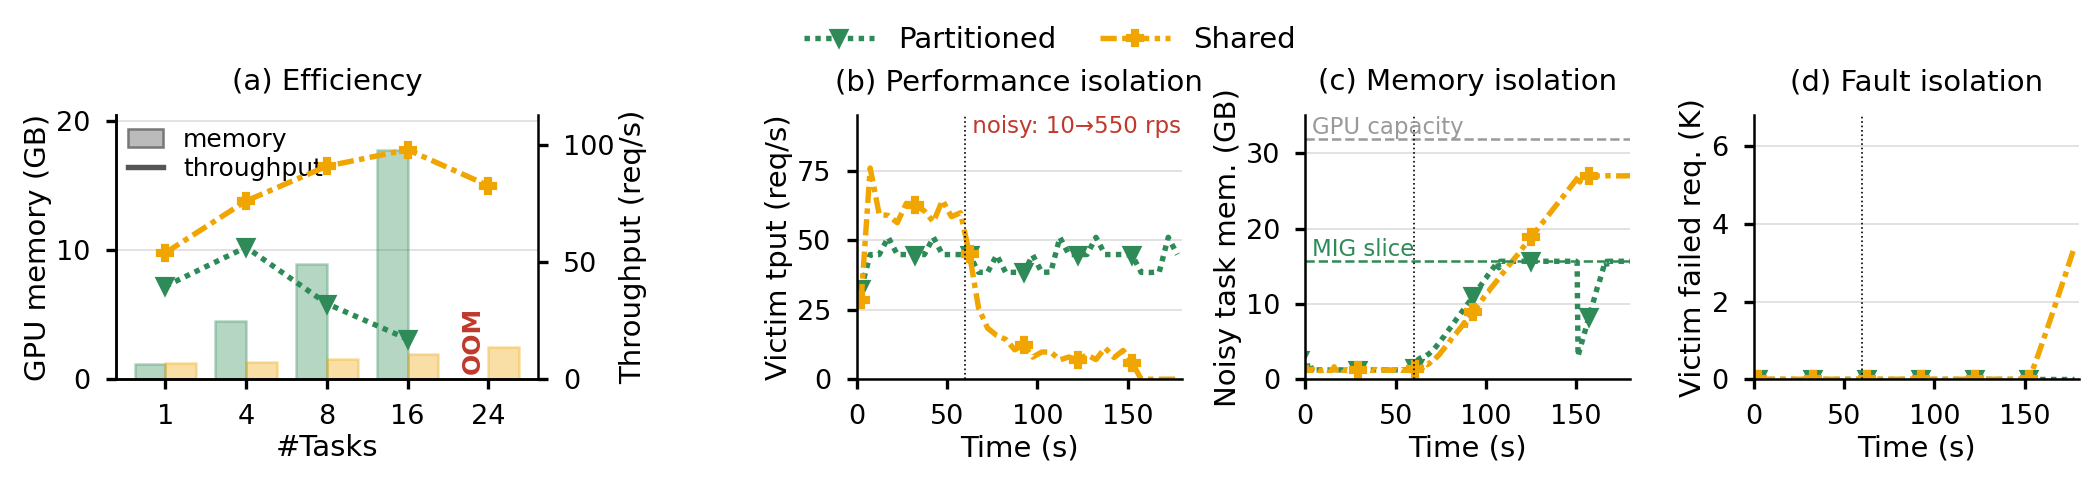 Partitioned
Shared
(a) Efficiency
GPU memory (GB)
20
10
0
memory
throughput
OOM
100
50
0
Throughput (req/s)
1 4 8 16 24
#Tasks
(b) Performance isolation
Victim tput (req/s)
75
50
25
0
noisy: 10→550 rps
0 50 100 150
Time (s)
(c) Memory isolation
Noisy task mem. (GB)
30
20
10
0
GPU capacity
MIG slice
0 50 100 150
Time (s)
(d) Fault isolation
Victim failed req. (K)
6
4
2
0
0 50 100 150
Time (s)